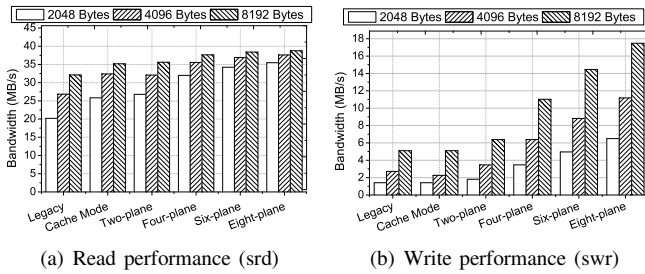 2048 Bytes 4096 Bytes 8192 Bytes
45
40
35
30
25
20
15
10
5
0
Bandwidth (MB/s)
Legacy
Cache Mode
Two-plane
Four-plane
Six-plane
Eight-plane
(a) Read performance (srd)
2048 Bytes 4096 Bytes 8192 Bytes
18
16
14
12
10
8
6
4
2
0
Bandwidth (MB/s)
Legacy
Cache Mode
Two-plane
Four-plane
Six-plane
Eight-plane
(b) Write performance (swr)